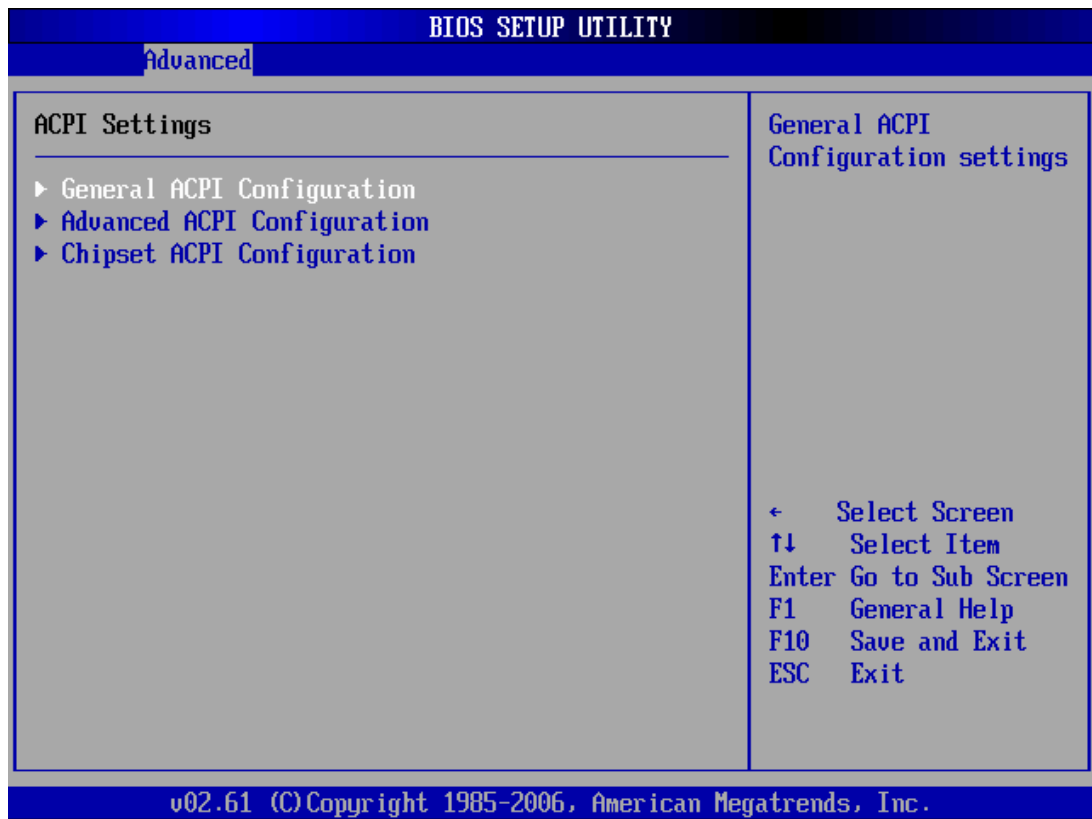 BIOS SETUP UTILITY
Advanced
ACPI Settings
▶ General ACPI Configuration
▶ Advanced ACPI Configuration
▶ Chipset ACPI Configuration
General ACPI
Configuration settings
← Select Screen
↑↓ Select Item
Enter Go to Sub Screen
F1 General Help
F10 Save and Exit
ESC Exit
v02.61 (C)Copyright 1985-2006, American Megatrends, Inc.